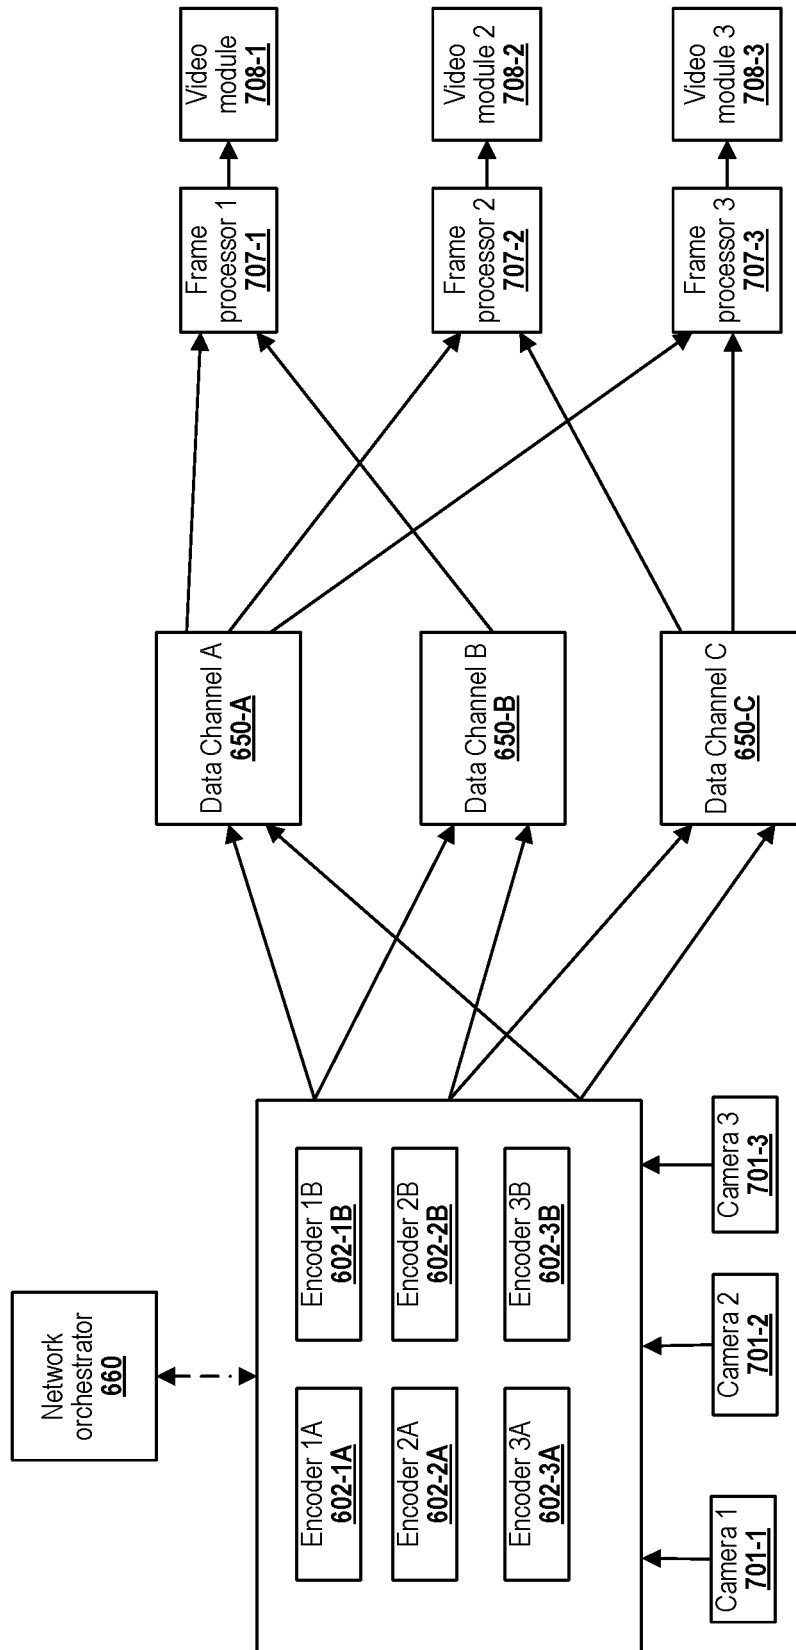 Network
orchestrator
660
Encoder 1A
602-1A
Encoder 1B
602-1B
Encoder 2A
602-2A
Encoder 2B
602-2B
Encoder 3A
602-3A
Encoder 3B
602-3B
Camera 1
701-1
Camera 2
701-2
Camera 3
701-3
Data Channel A
650-A
Data Channel B
650-B
Data Channel C
650-C
Frame
processor 1
707-1
Frame
processor 2
707-2
Frame
processor 3
707-3
Video
module
708-1
Video
module 2
708-2
Video
module 3
708-3